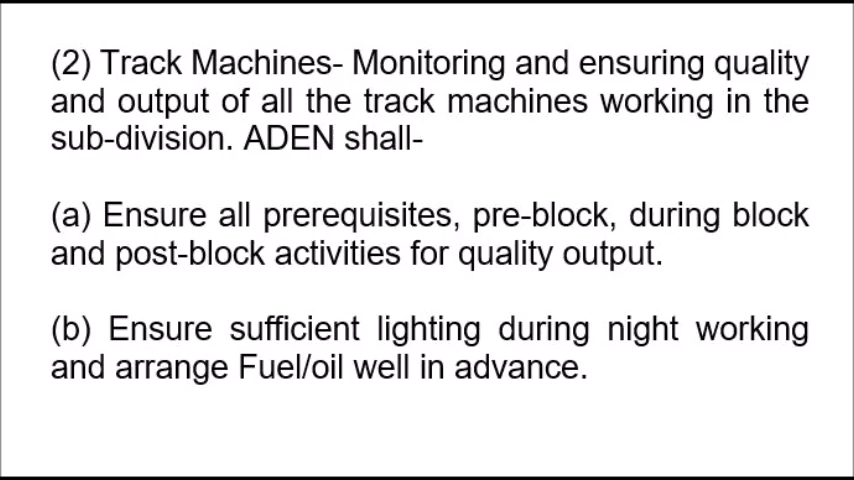 (2) Track Machines- Monitoring and ensuring quality
and output of all the track machines working in the
sub-division. ADEN shall-
(a) Ensure all prerequisites, pre-block, during block
and post-block activities for quality output.
(b) Ensure sufficient lighting during night working
and arrange Fuel/oil well in advance.